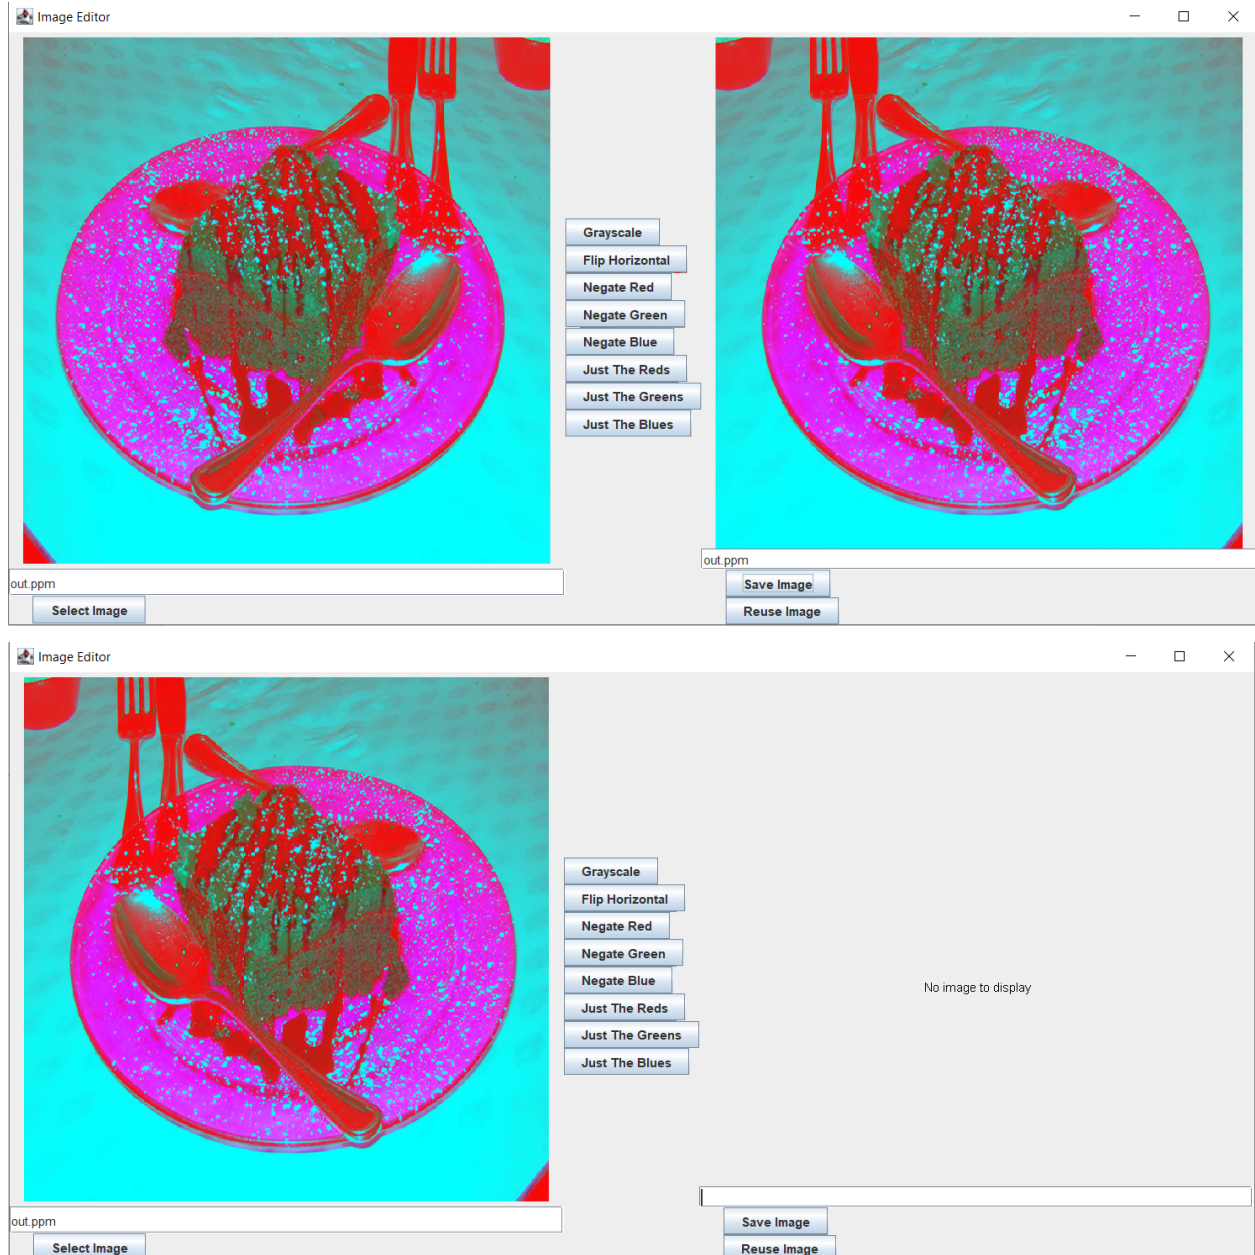 Image Editor
Grayscale
Flip Horizontal
Negate Red
Negate Green
Negate Blue
Just The Reds
Just The Greens
Just The Blues
out.ppm
Select Image
out.ppm
Save Image
Reuse Image
Image Editor
Grayscale
Flip Horizontal
Negate Red
Negate Green
Negate Blue
Just The Reds
Just The Greens
Just The Blues
No image to display
out.ppm
Select Image
Save Image
Reuse Image